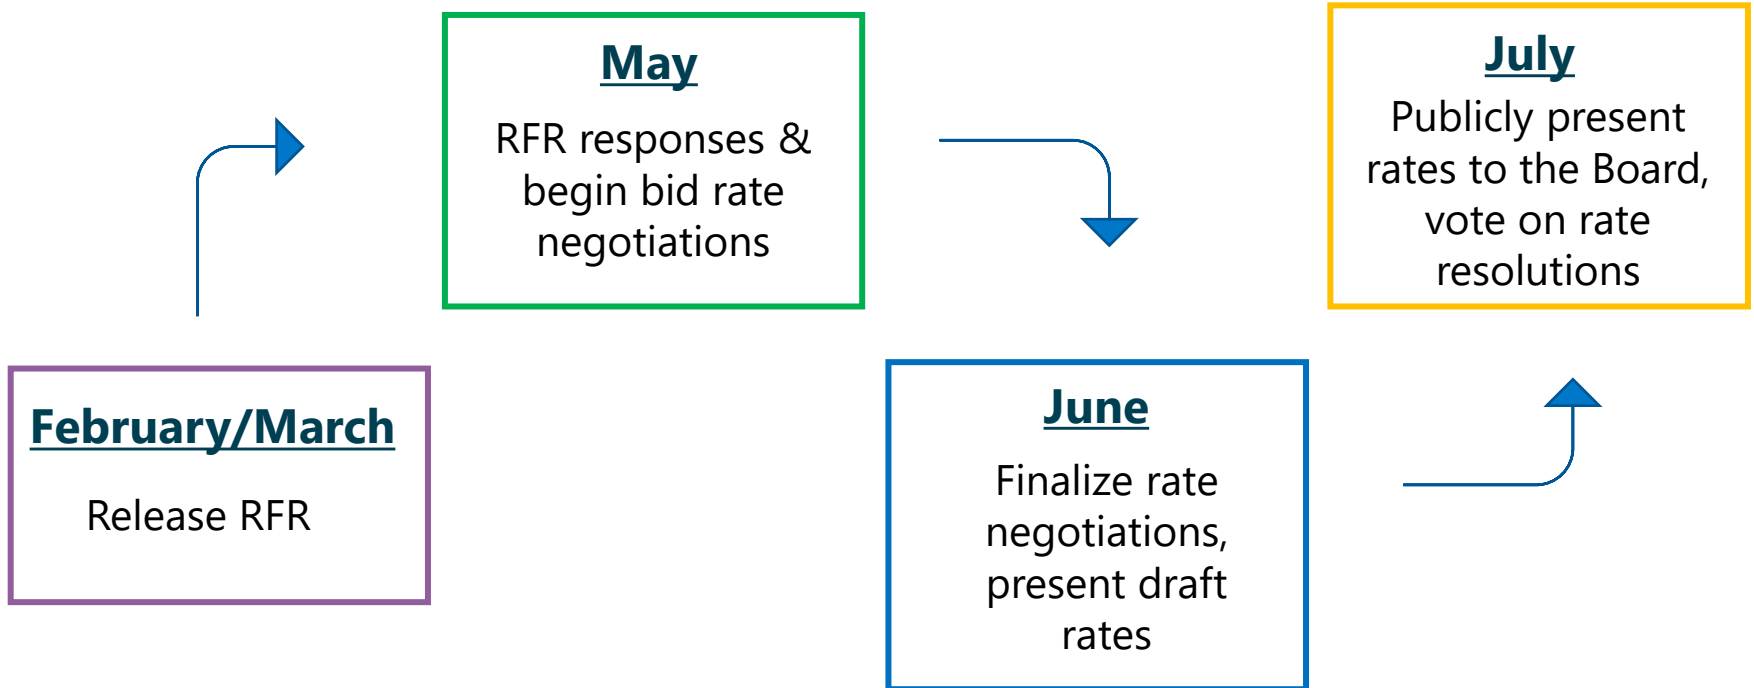 February/March
Release RFR
May
RFR responses &
begin bid rate
negotiations
June
Finalize rate
negotiations,
present draft
rates
July
Publicly present
rates to the Board,
vote on rate
resolutions